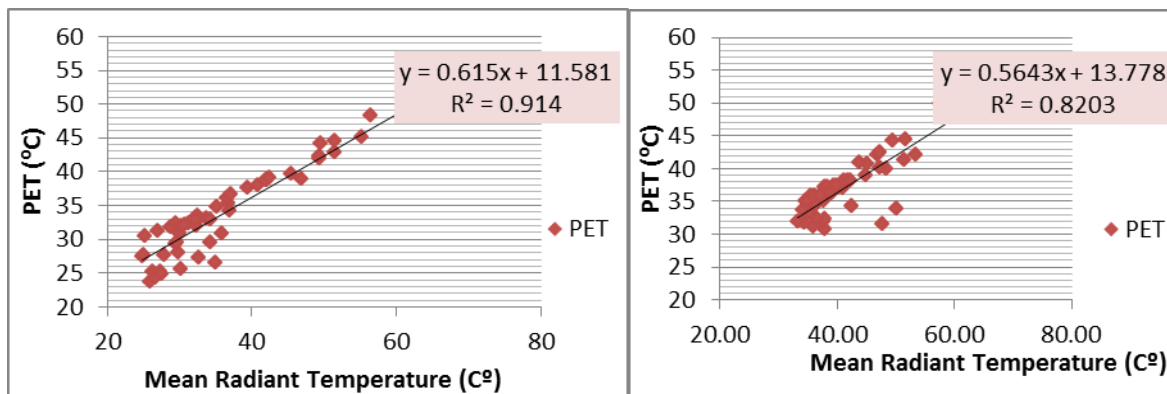 60
55
50
45
40
35
30
25
20
PET (°C)
y = 0.615x + 11.581
R² = 0.914
PET
20
40
60
80
Mean Radiant Temperature (Cº)
60
55
50
45
40
35
30
25
20
PET (°C)
y = 0.5643x + 13.778
R² = 0.8203
PET
20.00
40.00
60.00
80.00
Mean Radiant Temperature (Cº)